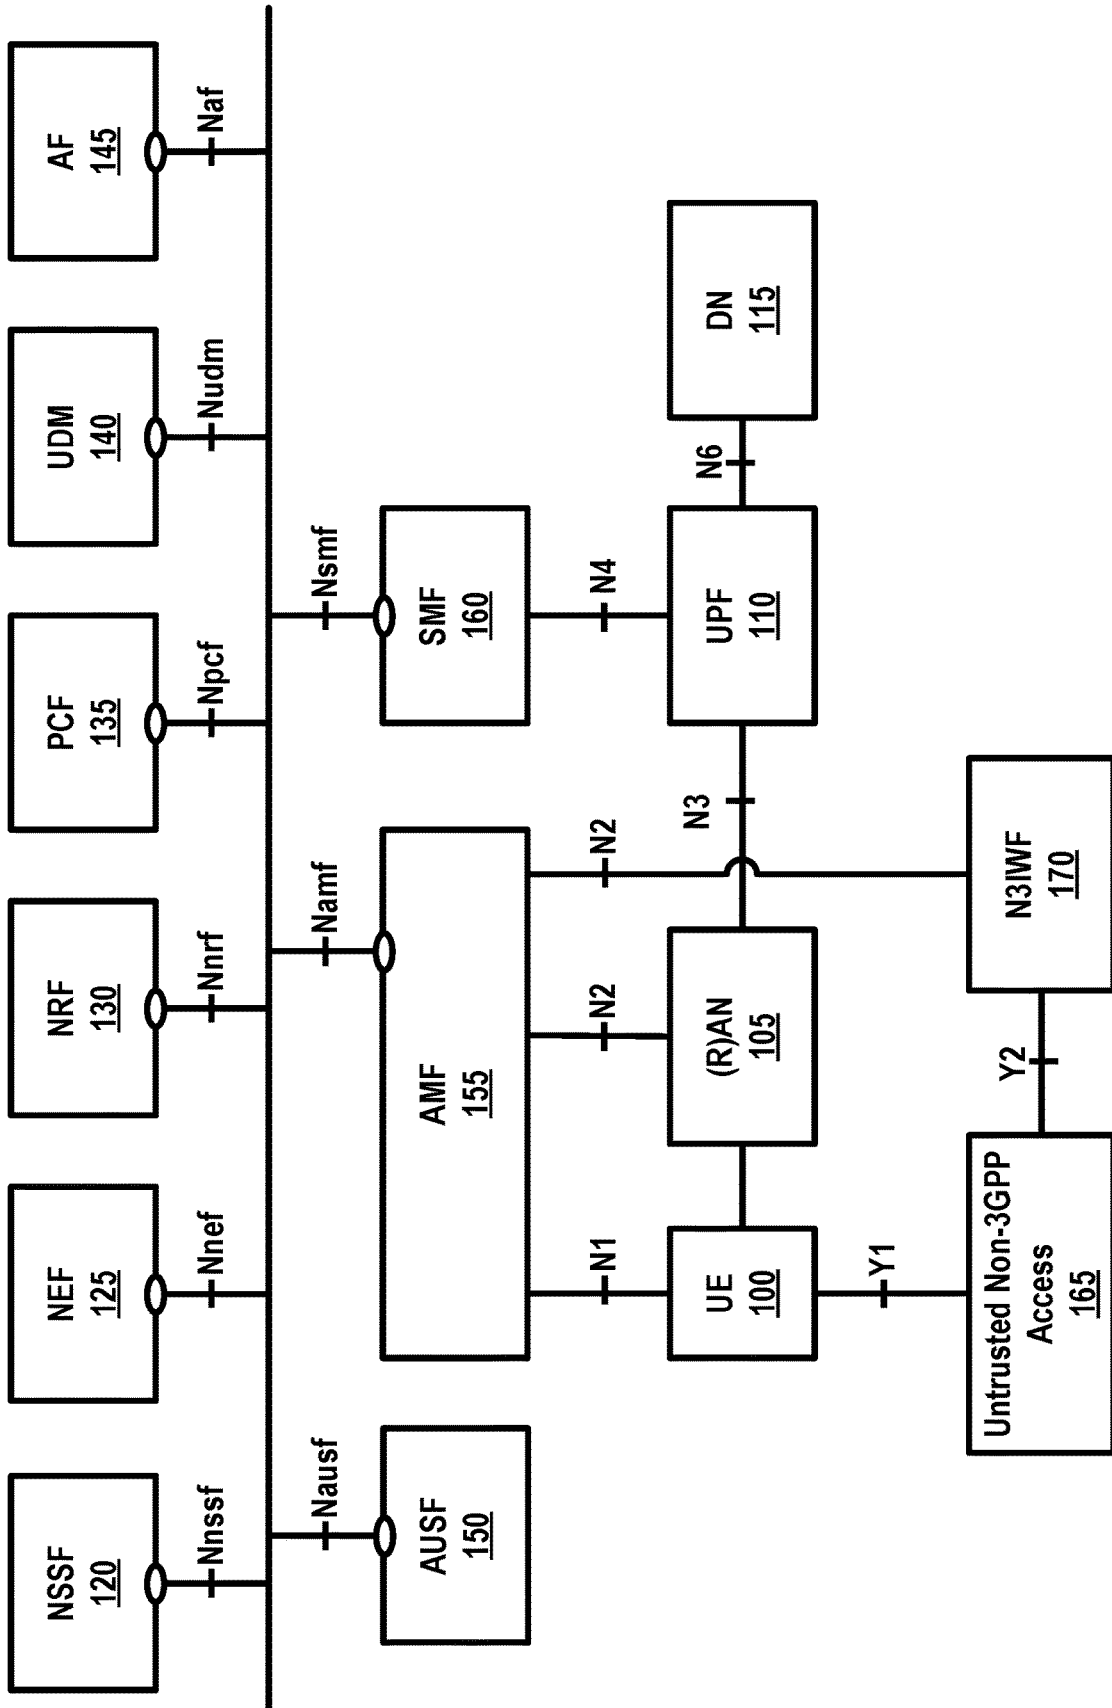 NSSF
120
NEF
125
NRF
130
PCF
135
UDM
140
AF
145
Nnssf
Nnef
Nnrf
Npcf
Nudm
Naf
Nausf
Namf
Nsmf
AUSF
150
AMF
155
SMF
160
N1
N2
N2
N4
UE
100
(R)AN
105
N3
UPF
110
N6
DN
115
Y1
Untrusted Non-3GPP
Access
165
Y2
N3IWF
170